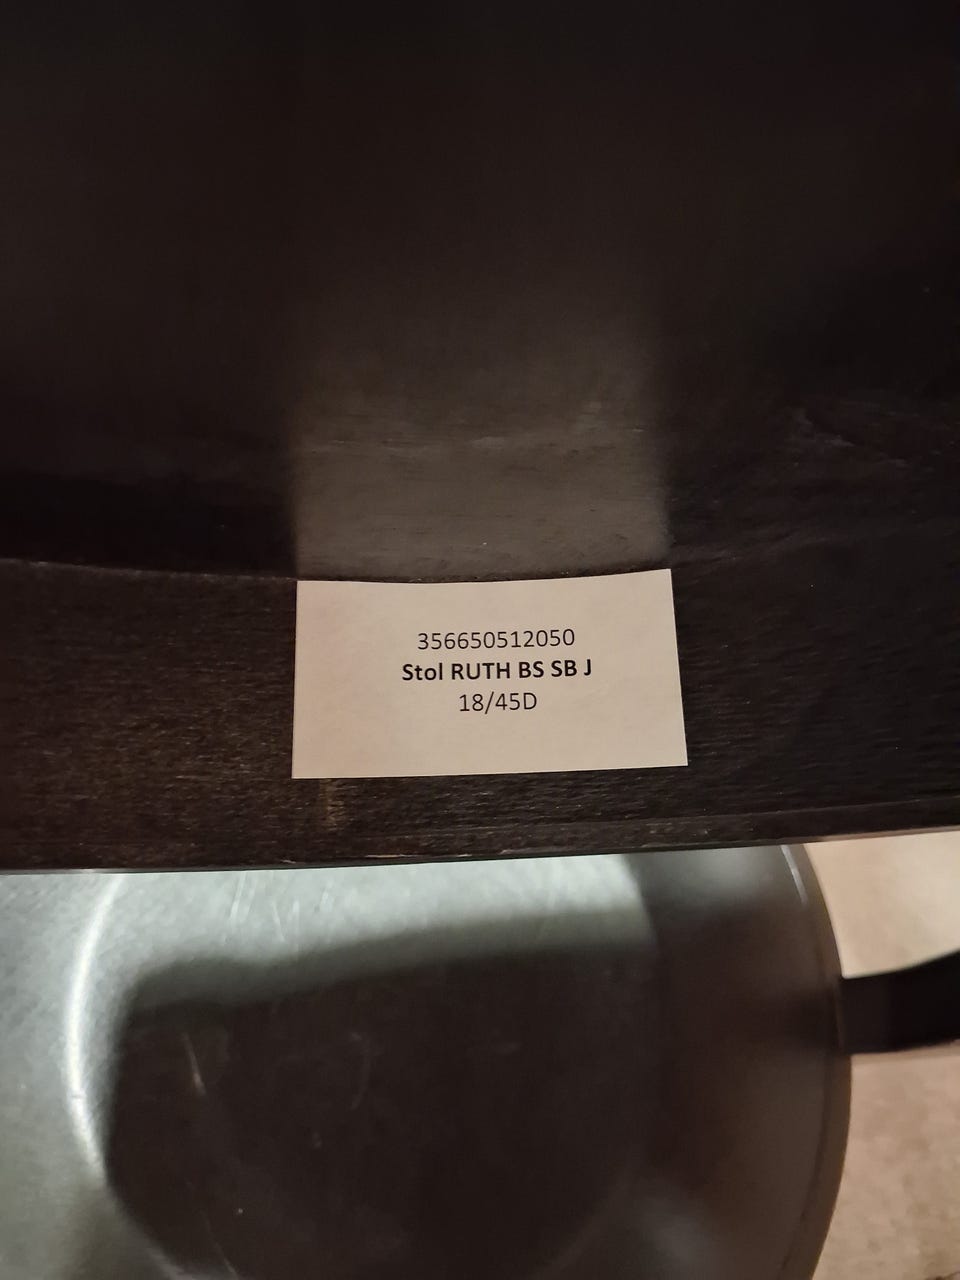 356650512050
Stol RUTH BS SB J
18/45D